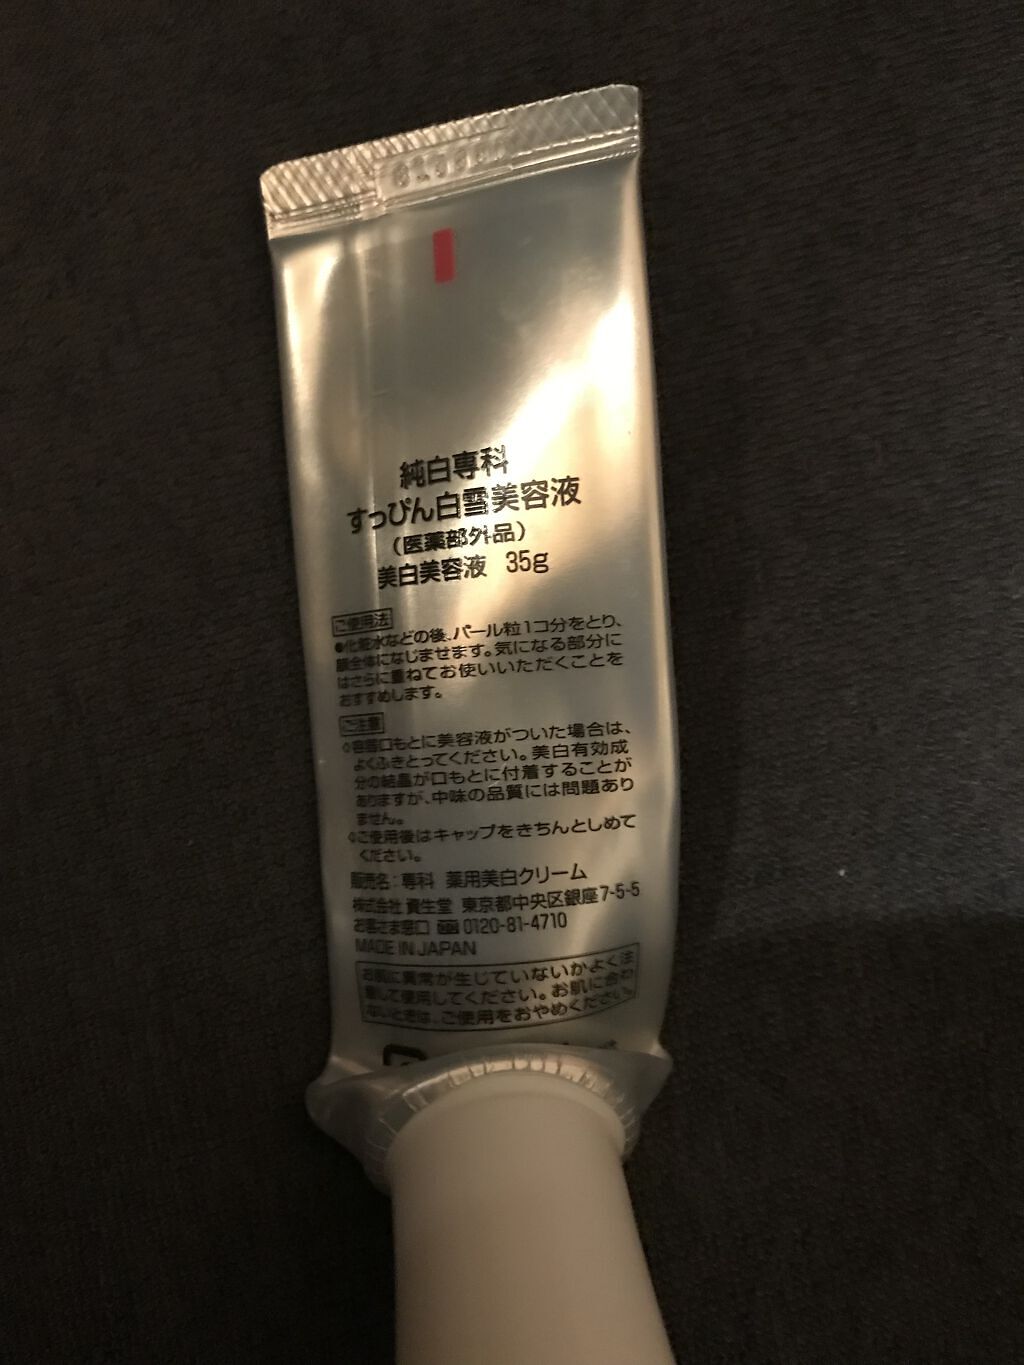 純白専科
すっぴん白雪美容液
（医薬部外品）
美白美容液 35g
ご使用法
●化粧水などの後、パール粒1コ分をとり、
顔全体になじませます。気になる部分に
はさらに重ねてお使いいただくことを
おすすめします。
ご注意
◇容器口もとに美容液がついた場合は、
よくふきとってください。美白有効成
分の結晶が口もとに付着することが
ありますが、中味の品質には問題あり
ません。
◇ご使用後はキャップをきちんとしめて
ください。
販売名：専科 薬用美白クリーム
株式会社 資生堂 東京都中央区銀座7-5-5
お客さま窓口 0120-81-4710
MADE IN JAPAN
お肌に異常が生じていないかよく注
意して使用してください。お肌に合わ
ないときは、ご使用をおやめください。